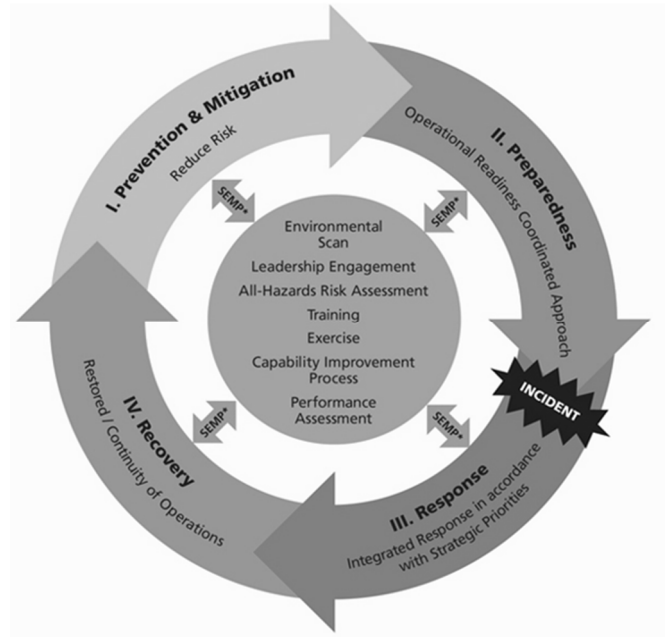 I. Prevention & Mitigation
Reduce Risk
II. Preparedness
Operational Readiness Coordinated Approach
INCIDENT
III. Response
Integrated Response in accordance
with Strategic Priorities
IV. Recovery
Restored / Continuity of Operations
SEMP*
SEMP*
SEMP*
SEMP*
Environmental
Scan
Leadership Engagement
All-Hazards Risk Assessment
Training
Exercise
Capability Improvement
Process
Performance
Assessment